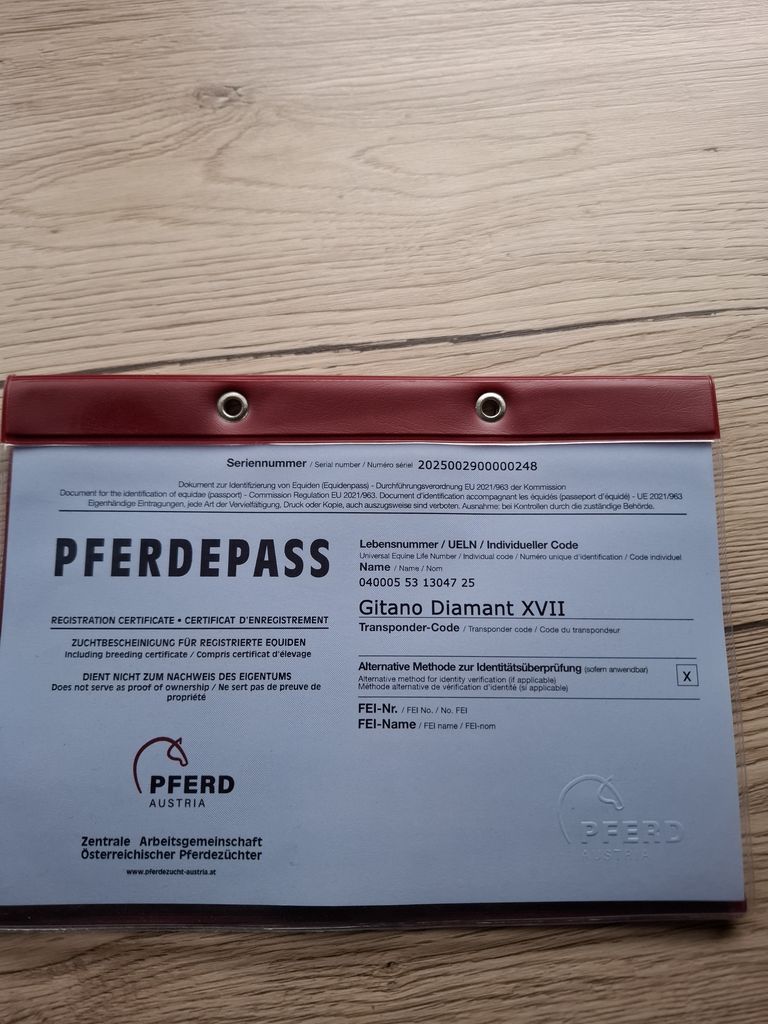 Seriennummer / Serial number / Numéro sériel 2025002900000248
Dokument zur Identifizierung von Equiden (Equidenpass) - Durchführungsverordnung EU 2021/963 der Kommission
Document for the identification of equidae (passport) - Commission Regulation EU 2021/963. Document d'identification accompagnant les équidés (passeport d'équidé) - UE 2021/963
Eigenhändige Eintragungen, jede Art der Vervielfältigung, Druck oder Kopie, auch auszugsweise sind verboten. Ausnahme: bei Kontrollen durch die zuständige Behörde.
PFERDEPASS
REGISTRATION CERTIFICATE • CERTIFICAT D'ENREGISTREMENT
ZUCHTBESCHEINIGUNG FÜR REGISTRIERTE EQUIDEN
Including breeding certificate / Compris certificat d'élevage
DIENT NICHT ZUM NACHWEIS DES EIGENTUMS
Does not serve as proof of ownership / Ne sert pas de preuve de
propriété
PFERD
AUSTRIA
Zentrale Arbeitsgemeinschaft
Österreichischer Pferdezüchter
www.pferdezucht-austria.at
Lebensnummer / UELN / Individueller Code
Universal Equine Life Number / Individual code / Numéro unique d'identification / Code individuel
Name / Name / Nom
040005 53 13047 25
Gitano Diamant XVII
Transponder-Code / Transponder code / Code du transpondeur
Alternative Methode zur Identitätsüberprüfung (sofern anwendbar)
Alternative method for identity verification (if applicable)
Méthode alternative de vérification d'identité (si applicable)
X
FEI-Nr. / FEI No. / No. FEI
FEI-Name / FEI name / FEI-nom
PFERD
AUSTRIA